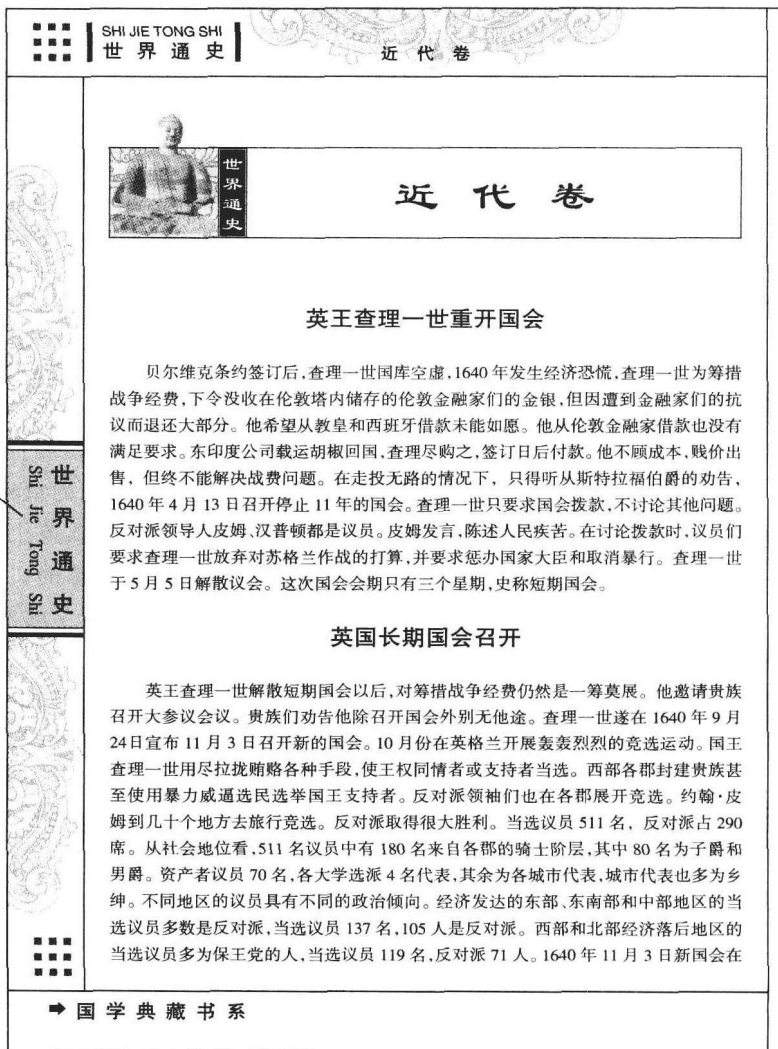 SHI JIE TONG SHI
世界通史
近代卷
世界通史
近代卷
英王查理一世重开国会
贝尔维克条约签订后,查理一世国库空虚,1640年发生经济恐慌,查理一世为筹措
战争经费,下令没收在伦敦塔内储存的伦敦金融家们的金银,但因遭到金融家们的抗
议而退还大部分。他希望从教皇和西班牙借款未能如愿。他从伦敦金融家借款也没有
满足要求。东印度公司载运胡椒回国,查理尽购之,签订日后付款。他不顾成本,贱价出
售,但终不能解决战费问题。在走投无路的情况下,只得听从斯特拉福伯爵的劝告,
1640年4月13日召开停止11年的国会。查理一世只要求国会拨款,不讨论其他问题。
反对派领导人皮姆、汉普顿都是议员。皮姆发言,陈述人民疾苦。在讨论拨款时,议员们
要求查理一世放弃对苏格兰作战的打算,并要求惩办国家大臣和取消暴行。查理一世
于5月5日解散议会。这次国会会期只有三个星期,史称短期国会。
英国长期国会召开
英王查理一世解散短期国会以后,对筹措战争经费仍然是一筹莫展。他邀请贵族
召开大参议会议。贵族们劝告他除召开国会外别无他途。查理一世遂在1640年9月
24日宣布11月3日召开新的国会。10月份在英格兰开展轰轰烈烈的竞选运动。国王
查理一世用尽拉拢贿赂各种手段,使王权同情者或支持者当选。西部各郡封建贵族甚
至使用暴力威逼选民选举国王支持者。反对派领袖们也在各郡展开竞选。约翰·皮
姆到几十个地方去旅行竞选。反对派取得很大胜利。当选议员511名,反对派占290
席。从社会地位看,511名议员中有180名来自各郡的骑士阶层,其中80名为子爵和
男爵。资产者议员70名,各大学选派4名代表,其余为各城市代表,城市代表也多为乡
绅。不同地区的议员具有不同的政治倾向。经济发达的东部、东南部和中部地区的当
选议员多数是反对派,当选议员137名,105人是反对派。西部和北部经济落后地区的
当选议员多为保王党的人,当选议员119名,反对派71人。1640年11月3日新国会在
世界通史
Shi Jie Tong Shi
国学典藏书系